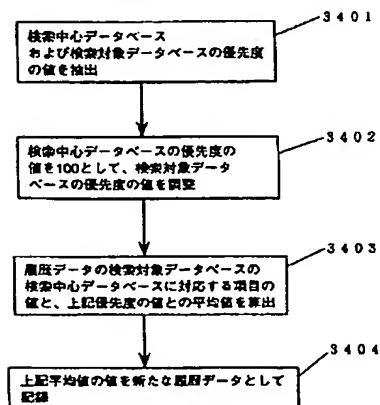 3401
検索中心データベース
および検索対象データベースの優先度
の値を抽出
3402
検索中心データベースの優先度の
値を100として、検索対象データ
ベースの優先度の値を調整
3403
履歴データの検索対象データベースの
検索中心データベースに対応する項目の
値と、上記優先度の値との平均値を算出
3404
上記平均値の値を新たな履歴データとして
記録